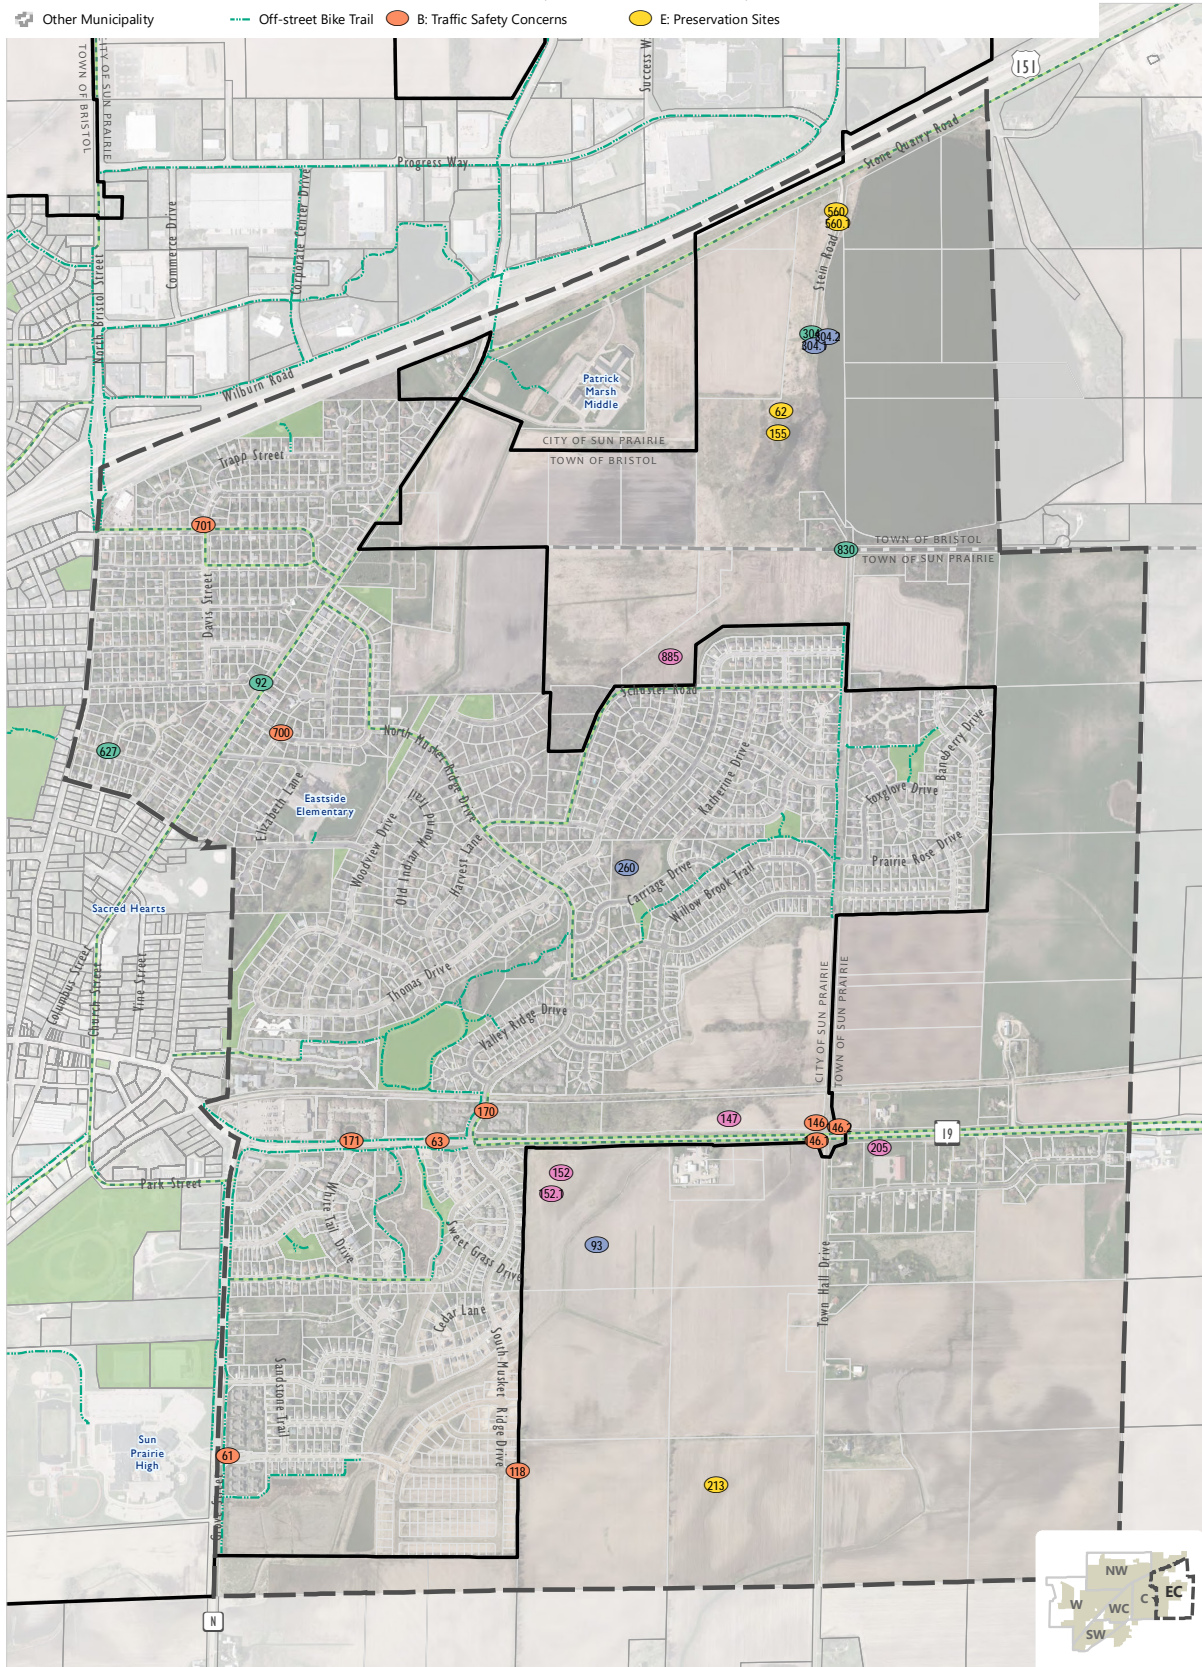 Other Municipality
Off-street Bike Trail
B: Traffic Safety Concerns
E: Preservation Sites
TOWN OF BRISTOL
CITY OF SUN PRAIRIE
151
Progress Way
Stone Quarry Road
Commerce Drive
Corporate Center Drive
North Bristol Street
560
560.1
Stein Road
304.2
304.1
Wilburn Road
Patrick
Marsh
Middle
62
155
CITY OF SUN PRAIRIE
TOWN OF BRISTOL
Trapp Street
701
TOWN OF BRISTOL
830
TOWN OF SUN PRAIRIE
Davis Street
885
92
Schuster Road
700
627
North Musket Ridge Drive
Baneberry Drive
Katherine Drive
Foxglove Drive
Eastside
Elementary
Elizabeth Lane
Woodview Drive
Old Indian Mound Trail
Harvest Lane
Prairie Rose Drive
260
Carriage Drive
Willow Brook Trail
Sacred Hearts
Columbus Street
Church Street
Vine Street
Thomas Drive
Valley Ridge Drive
CITY OF SUN PRAIRIE
TOWN OF SUN PRAIRIE
170
147
146
146.2
46.1
171
63
19
205
Park Street
152
152.1
White Tail Drive
Sweet Grass Drive
93
Town Hall Drive
Cedar Lane
South Musket Ridge Drive
Sandstone Trail
Sun
Prairie
High
61
118
213
Grove Street
N
NW
W
WC
C
EC
SW